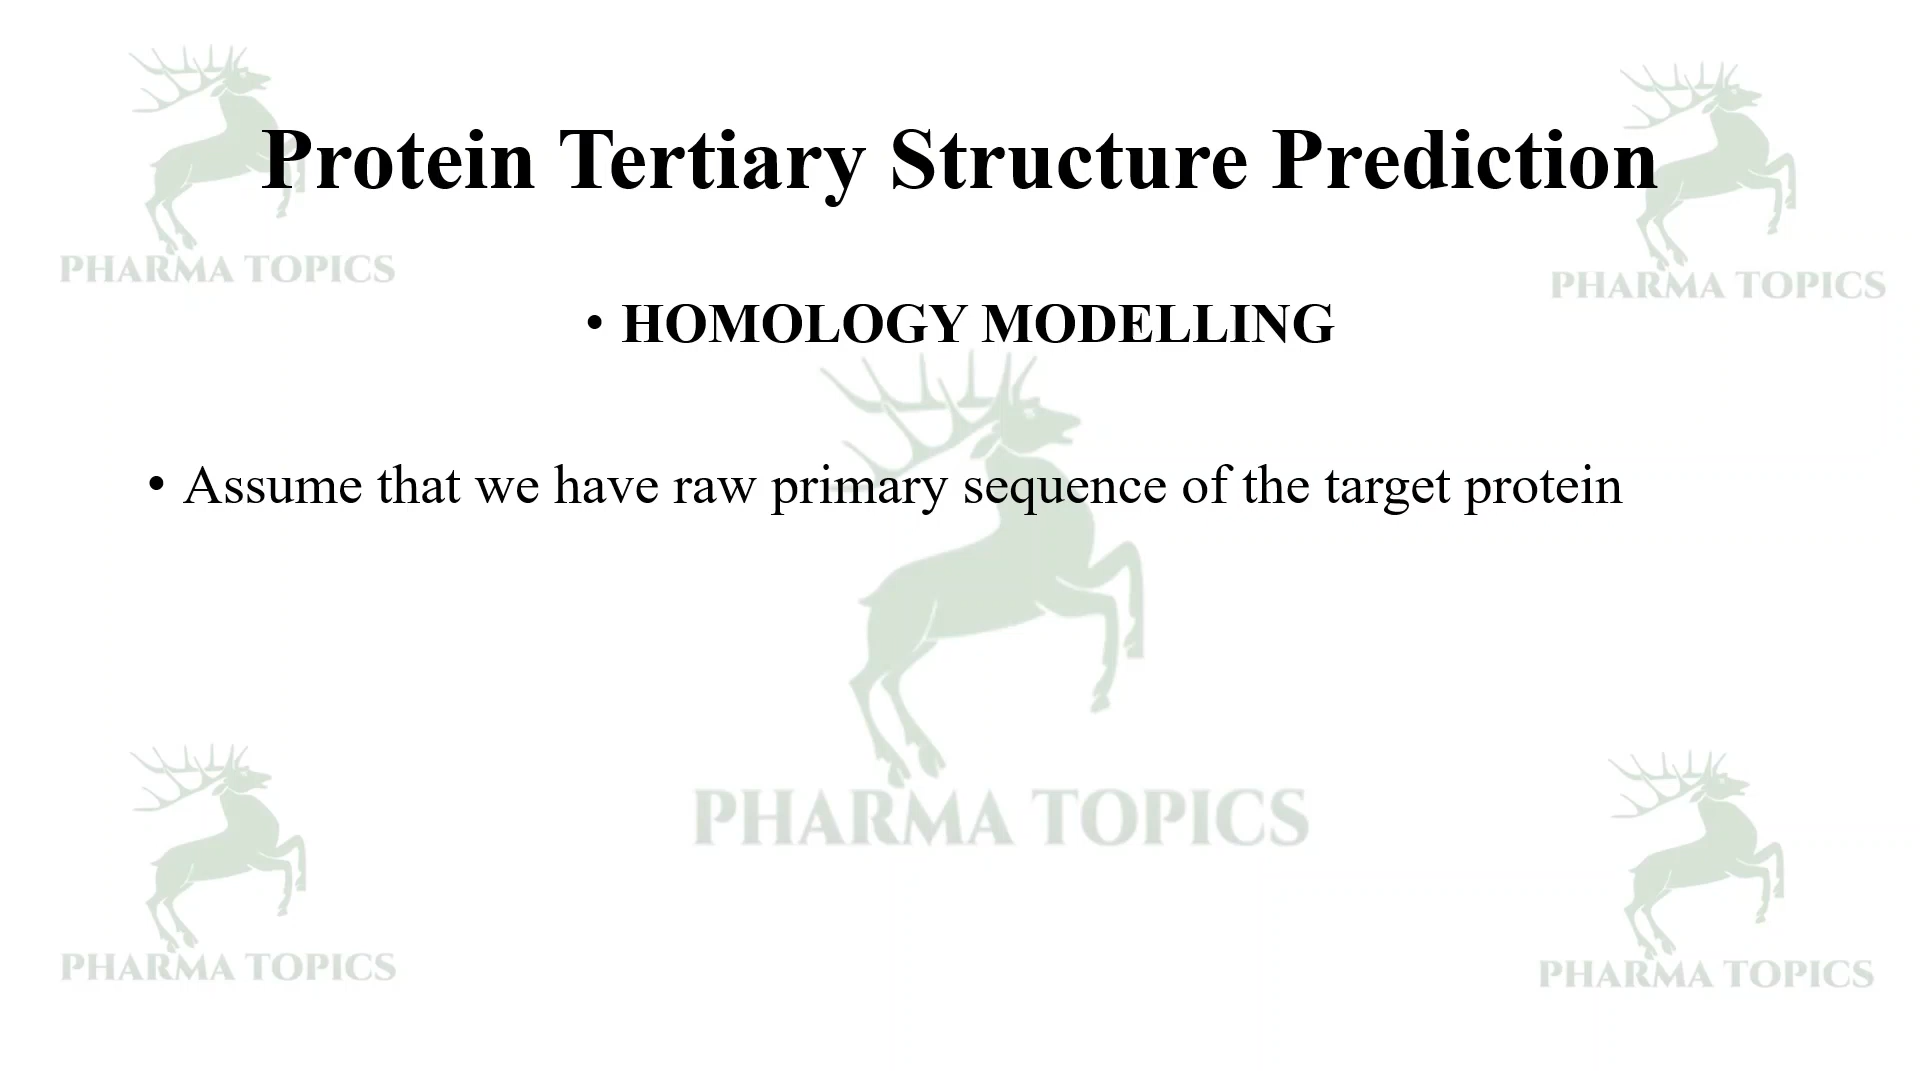 Protein Tertiary Structure Prediction
PHARMA TOPICS
PHARMA TOPICS
• HOMOLOGY MODELLING
• Assume that we have raw primary sequence of the target protein
PHARMA TOPICS
PHARMA TOPICS
PHARMA TOPICS